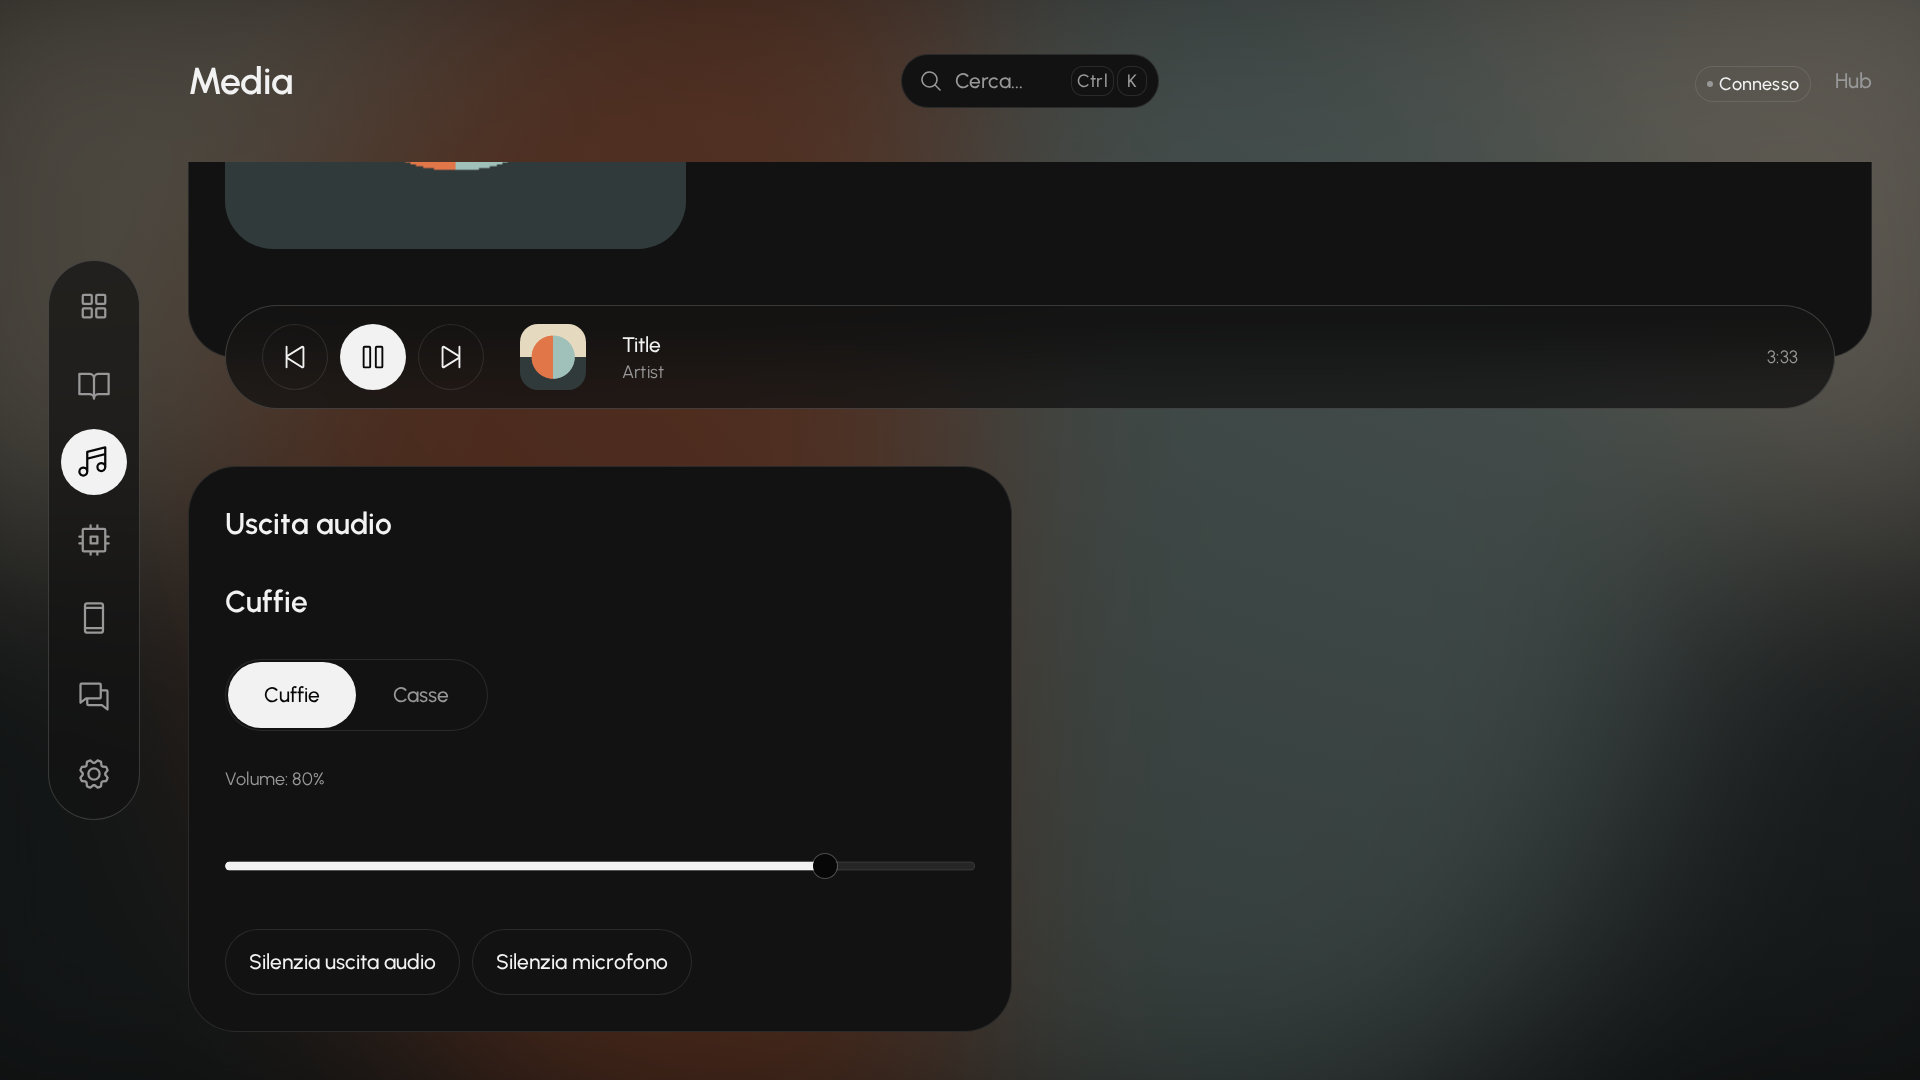 Media
Cerca...
Ctrl K
Connesso
Hub
Title
Artist
3:33
Uscita audio
Cuffie
Cuffie
Casse
Volume: 80%
Silenzia uscita audio
Silenzia microfono